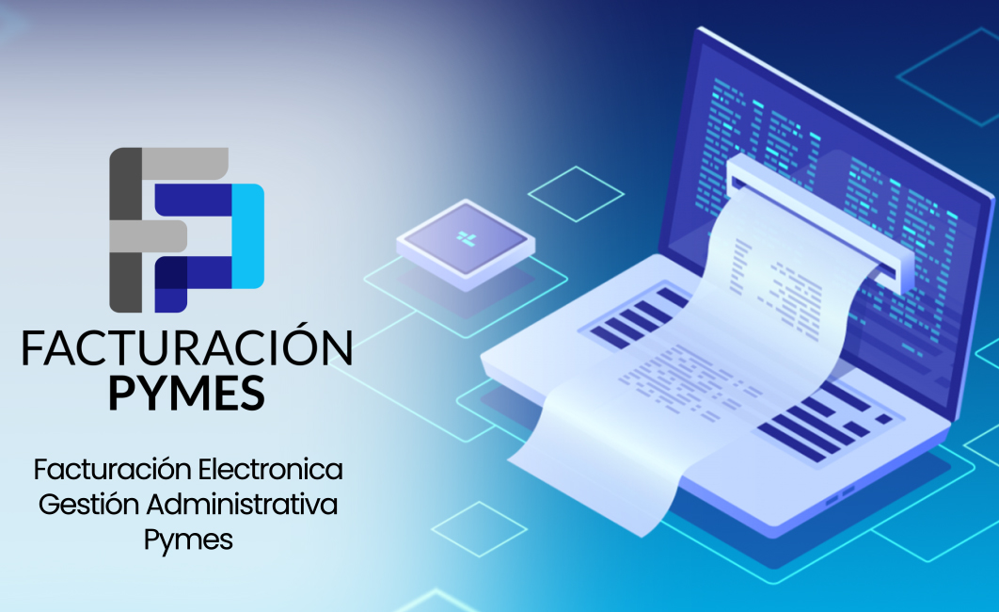 FACTURACIÓN
PYMES
Facturación Electronica
Gestión Administrativa
Pymes